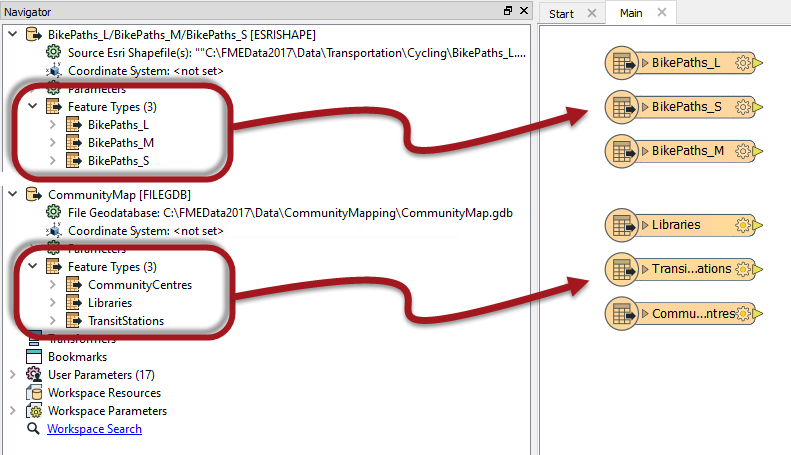 BikePaths_L/BikePaths_M/BikePaths_S [ESRISHAPE]
Source Esri Shapefile(s): ""C:\FMEData2017\Data\Transportation\Cycling\BikePaths_L....
Coordinate System: <not set>
Parameters
Feature Types (3)
BikePaths_L
BikePaths_M
BikePaths_S
CommunityMap [FILEGDB]
File Geodatabase: C:\FMEData2017\Data\CommunityMapping\CommunityMap.gdb
Coordinate System: <not set>
Parameters
Feature Types (3)
CommunityCentres
Libraries
TransitStations
Transformers
Bookmarks
User Parameters (17)
Workspace Resources
Workspace Parameters
Workspace Search
Start
Main
BikePaths_L
BikePaths_S
BikePaths_M
Libraries
Transi...ations
Commu...ntres